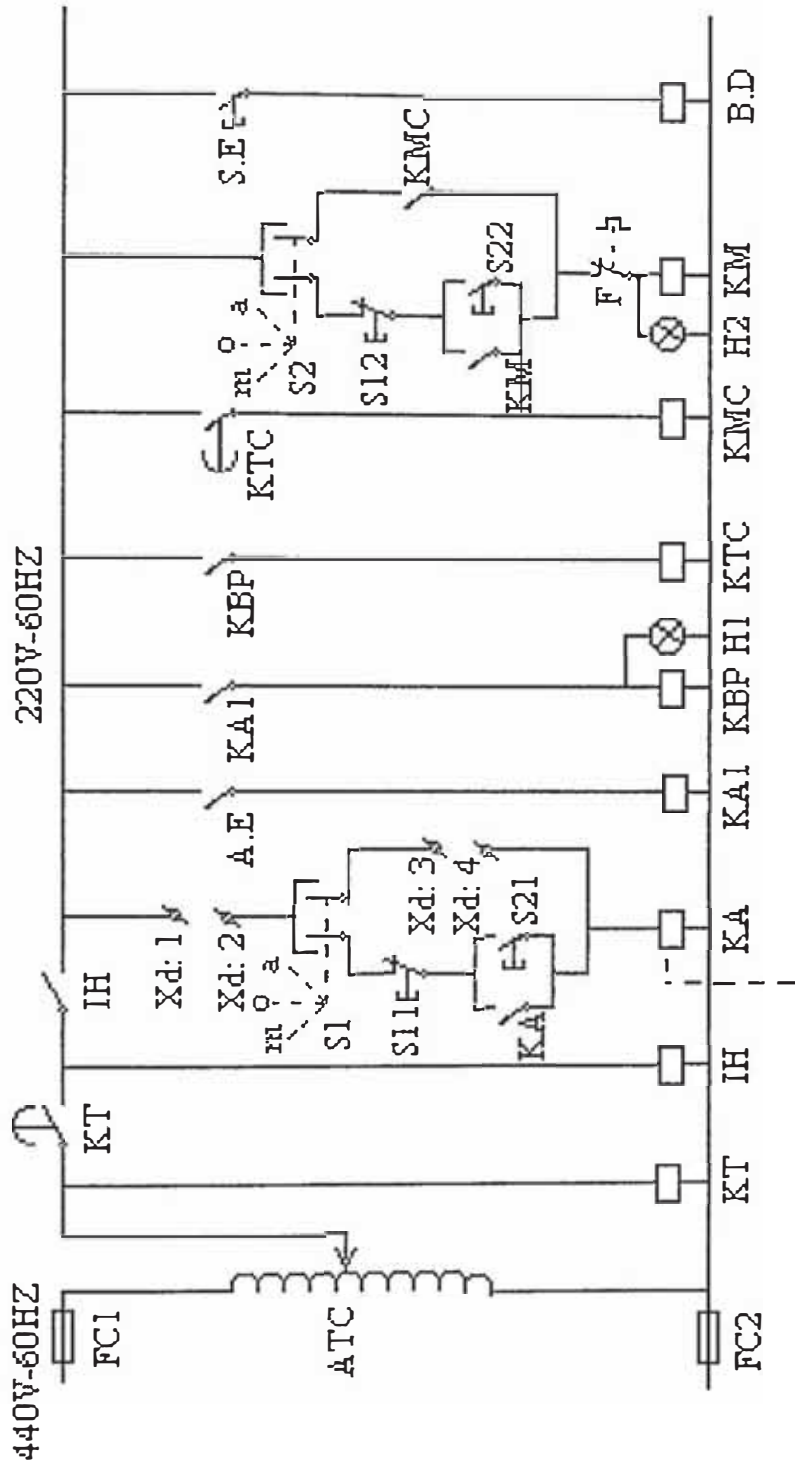 440V-60HZ
220V-60HZ
FC1
KT
IH
Xd: 1
Xd: 2
m o a
S1
S11
KA
Xd: 3
Xd: 4
S21
A.E
KA1
KBP
KTC
m o a
S2
S12
KM
S22
KMC
F
S.E
ATC
FC2
KT
IH
KA
KA1
KBP
H1
KTC
KMC
H2
KM
B.D